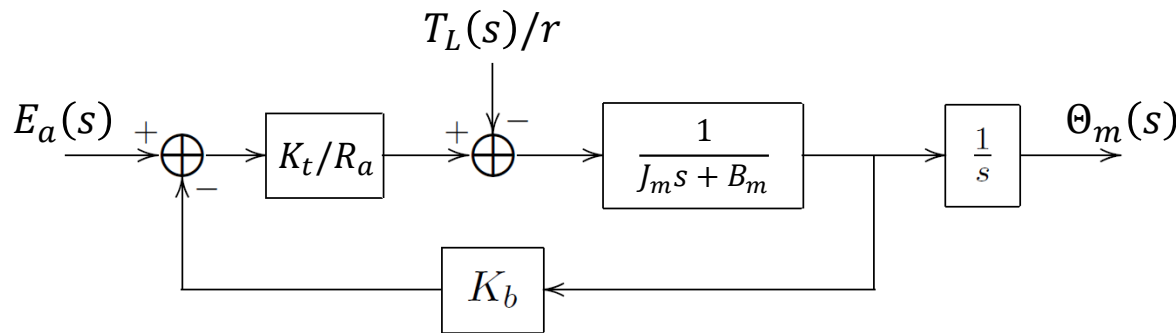 T_L(s)/r
E_a(s)
+
−
K_t/R_a
+
−
1
J_m s + B_m
1
s
Θ_m(s)
K_b